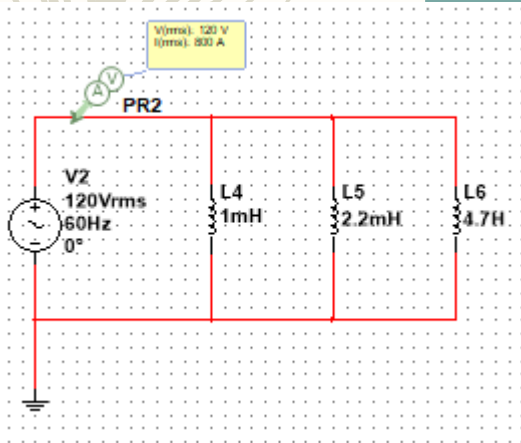 V(rms): 120 V
I(rms): 800 A
V
A
PR2
V2
120Vrms
60Hz
0°
L4
1mH
L5
2.2mH
L6
4.7H